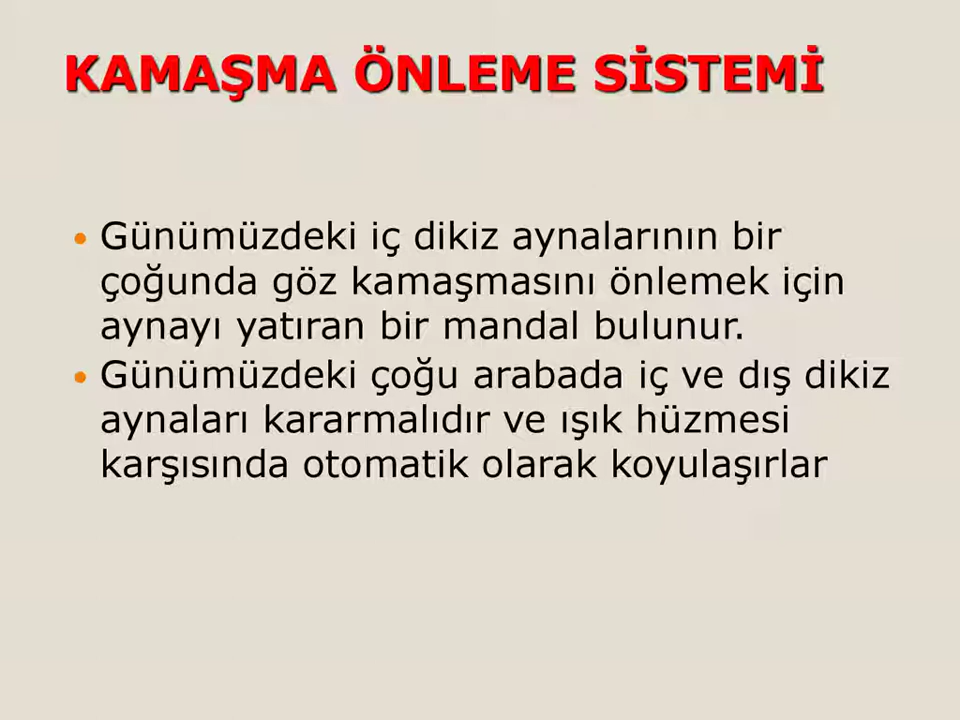 KAMAŞMA ÖNLEME SİSTEMİ
• Günümüzdeki iç dikiz aynalarının bir
çoğunda göz kamaşmasını önlemek için
aynayı yatıran bir mandal bulunur.
• Günümüzdeki çoğu arabada iç ve dış dikiz
aynaları kararmalıdır ve ışık hüzmesi
karşısında otomatik olarak koyulaşırlar